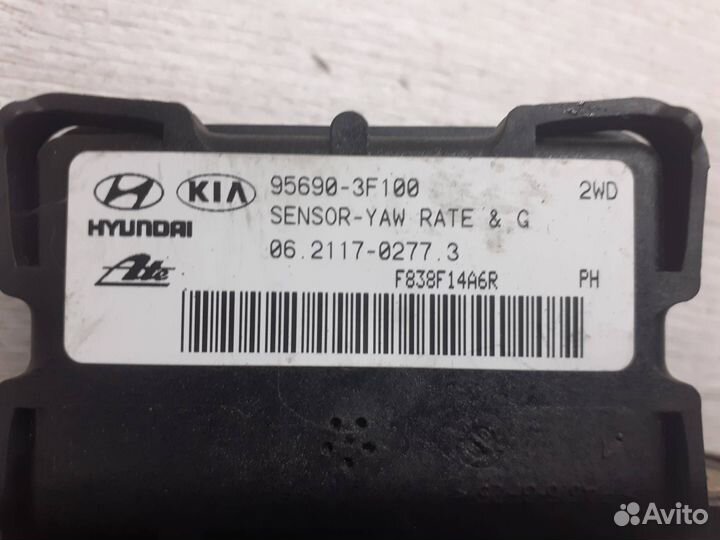 HYUNDAI KIA 95690-3F100 2WD
SENSOR-YAW RATE & G
Ate 06.2117-0277.3
F838F14A6R PH
Avito